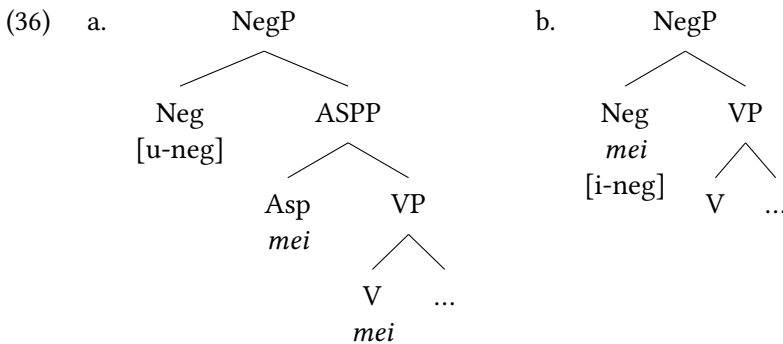 (36) a. NegP b. NegP
Neg ASPP Neg VP
[u-neg] mei
Asp VP [i-neg] V ...
mei
V ...
mei